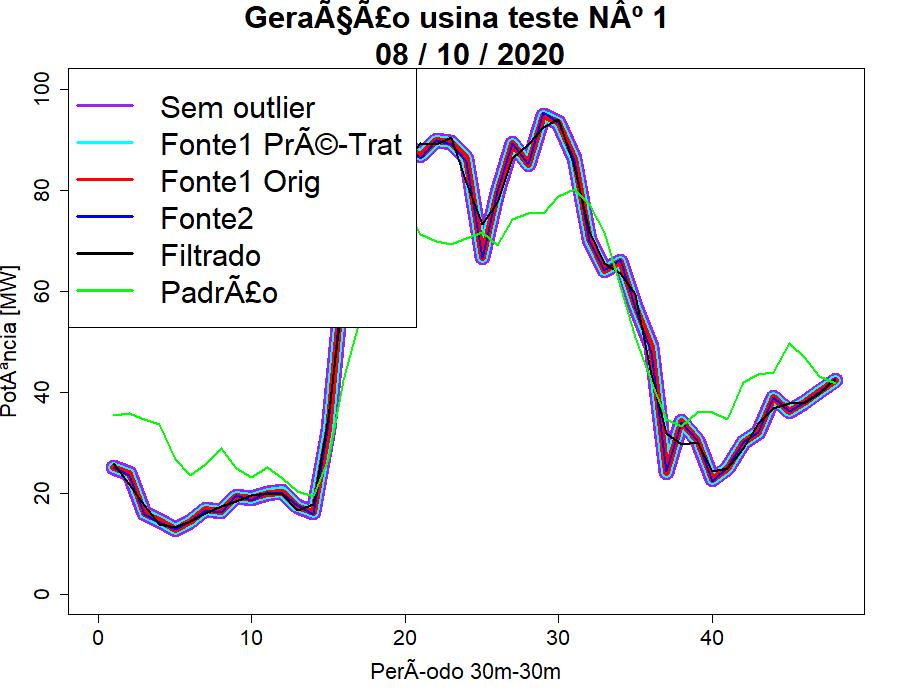 GeraÃ§Ã£o usina teste NÂº 1
08 / 10 / 2020
Sem outlier
Fonte1 PrÃ©-Trat
Fonte1 Orig
Fonte2
Filtrado
PadrÃ£o
PotÃªncia [MW]
100
80
60
40
20
0
0 10 20 30 40
PerÃ­-odo 30m-30m